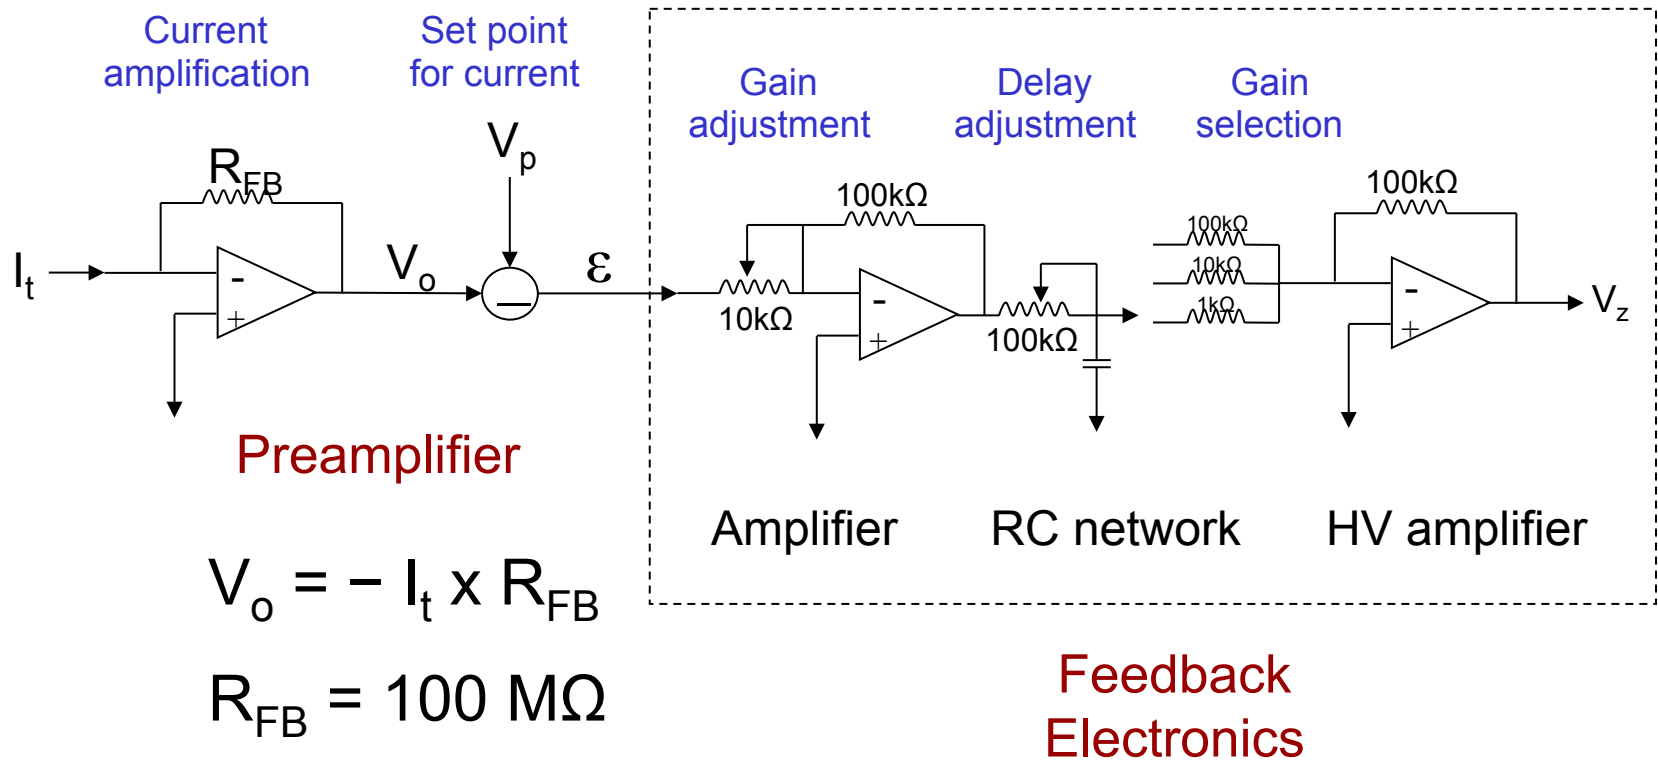 Current
amplification
Set point
for current
Gain
adjustment
Delay
adjustment
Gain
selection
Vp
RFB
100kΩ
100kΩ
100kΩ
10kΩ
1kΩ
It
-
+
Vo
—
ε
10kΩ
-
+
100kΩ
-
+
Vz
Preamplifier
Amplifier
RC network
HV amplifier
Vo = − It x RFB
RFB = 100 MΩ
Feedback
Electronics